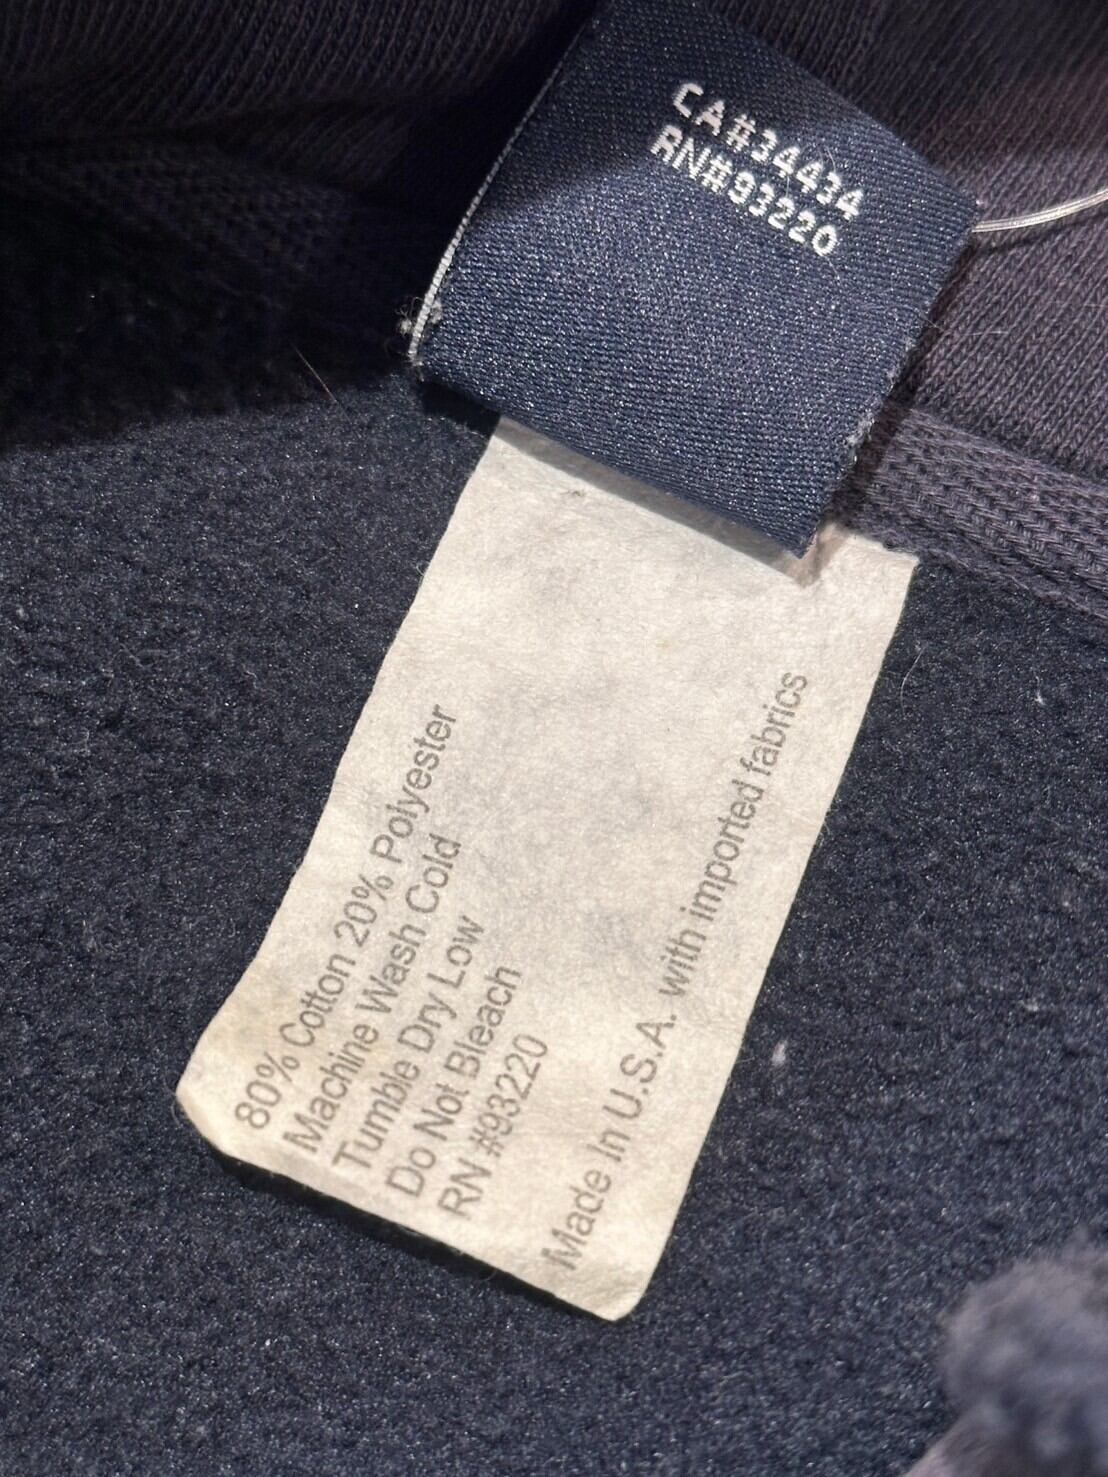 CA#34434
RN#93220
80% Cotton 20% Polyester
Machine Wash Cold
Tumble Dry Low
Do Not Bleach
RN #93220
Made In U.S.A. with imported fabrics